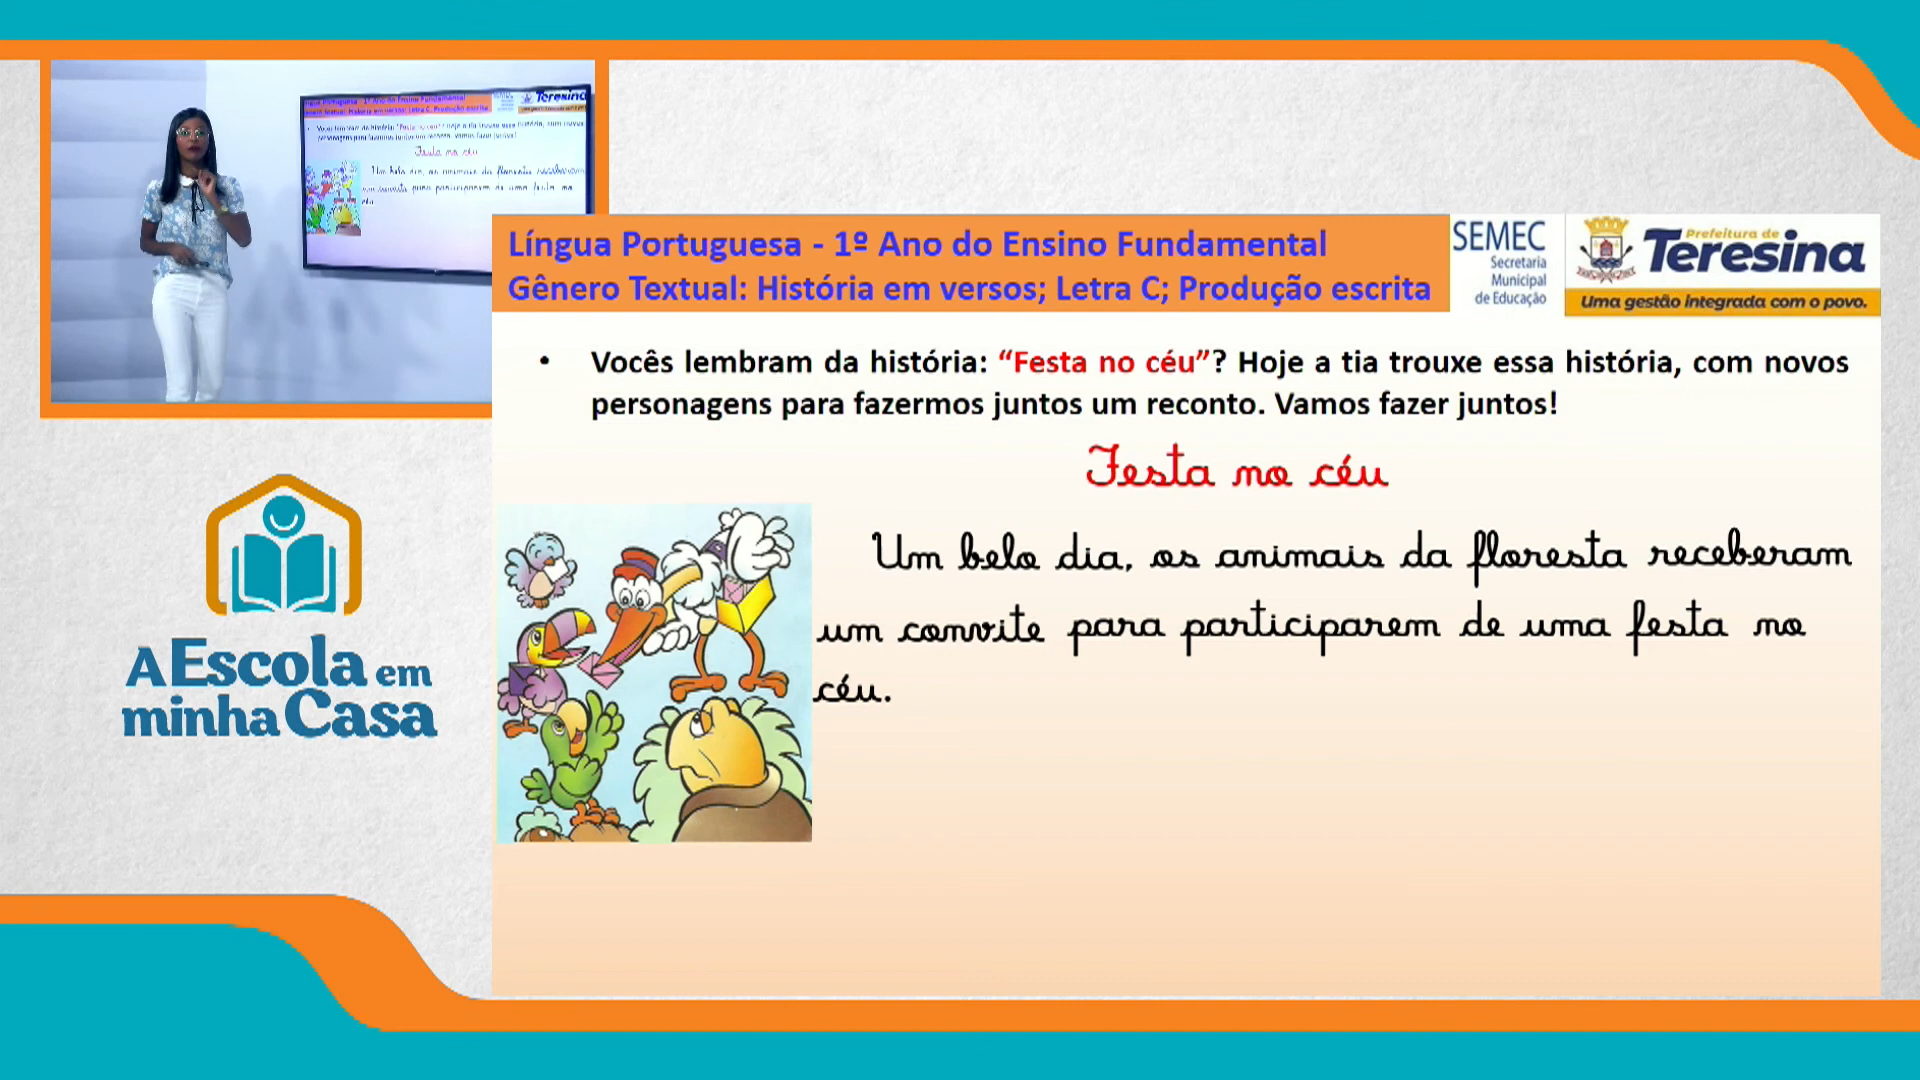 Língua Portuguesa - 1º Ano do Ensino Fundamental
Gênero Textual: História em versos; Letra C; Produção escrita
SEMEC
Secretaria
Municipal
de Educação
Prefeitura de
Teresina
Uma gestão integrada com o povo.
• Vocês lembram da história: “Festa no céu”? Hoje a tia trouxe essa história, com novos
personagens para fazermos juntos um reconto. Vamos fazer juntos!
Festa no céu
Um belo dia, os animais da floresta receberam
um convite para participarem de uma festa no
céu.
A Escola em
minha Casa